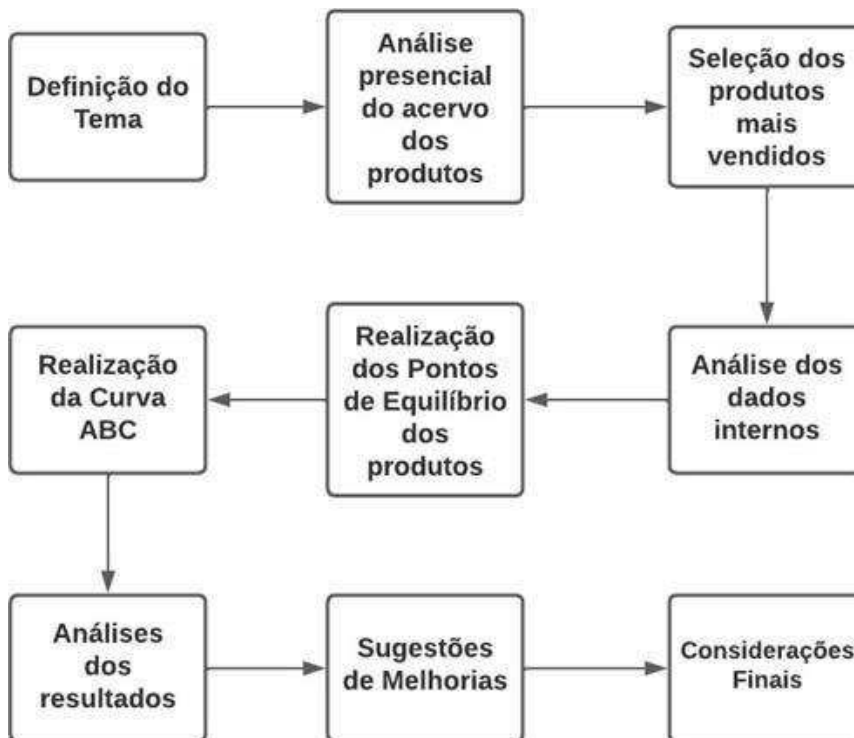 Definição do
Tema
Análise
presencial
do acervo
dos
produtos
Seleção dos
produtos
mais
vendidos
Análise dos
dados
internos
Realização
dos Pontos
de Equilíbrio
dos
produtos
Realização
da Curva
ABC
Análises
dos
resultados
Sugestões
de Melhorias
Considerações
Finais